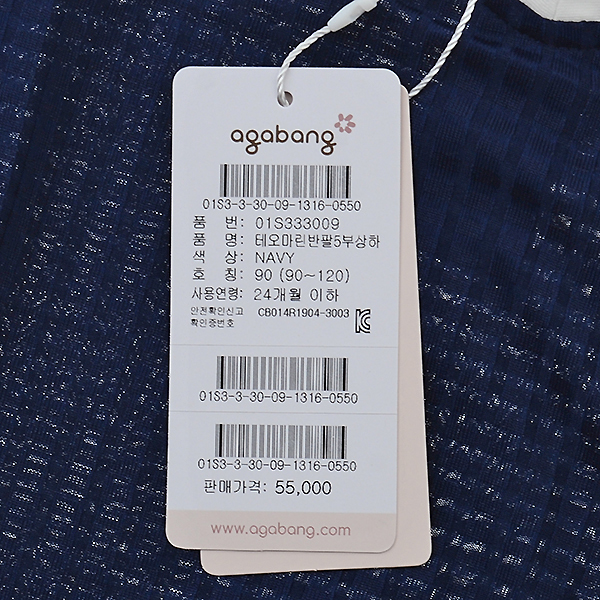 agabang
01S3-3-30-09-1316-0550
품 번: 01S333009
품 명: 테오마린반팔5부상하
색 상: NAVY
호 칭: 90 (90~120)
사용연령: 24개월 이하
안전확인신고 CB014R1904-3003
확인증번호
01S3-3-30-09-1316-0550
01S3-3-30-09-1316-0550
판매가격: 55,000
www.agabang.com